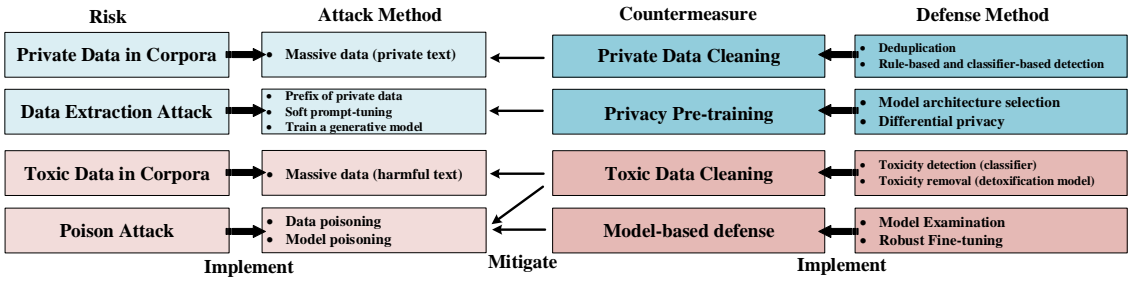 Risk
Attack Method
Countermeasure
Defense Method
Private Data in Corpora
• Massive data (private text)
Private Data Cleaning
• Deduplication
• Rule-based and classifier-based detection
Data Extraction Attack
• Prefix of private data
• Soft prompt-tuning
• Train a generative model
Privacy Pre-training
• Model architecture selection
• Differential privacy
Toxic Data in Corpora
• Massive data (harmful text)
Toxic Data Cleaning
• Toxicity detection (classifier)
• Toxicity removal (detoxification model)
Poison Attack
• Data poisoning
• Model poisoning
Model-based defense
• Model Examination
• Robust Fine-tuning
Implement
Mitigate
Implement